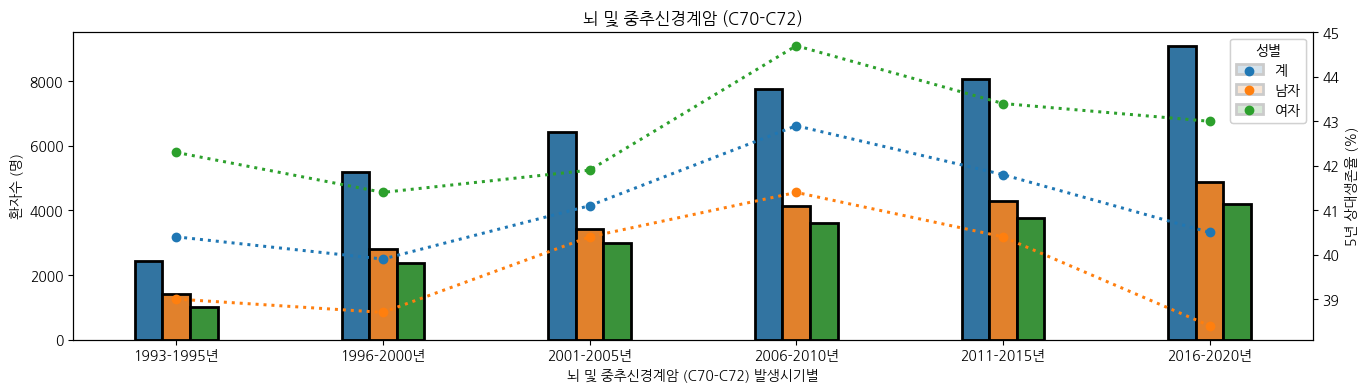 뇌 및 중추신경계암 (C70-C72)
환자수 (명)
8000
6000
4000
2000
0
45
44
43
42
41
40
39
5년 상대생존율 (%)
성별
계
남자
여자
1993-1995년
1996-2000년
2001-2005년
2006-2010년
2011-2015년
2016-2020년
뇌 및 중추신경계암 (C70-C72) 발생시기별